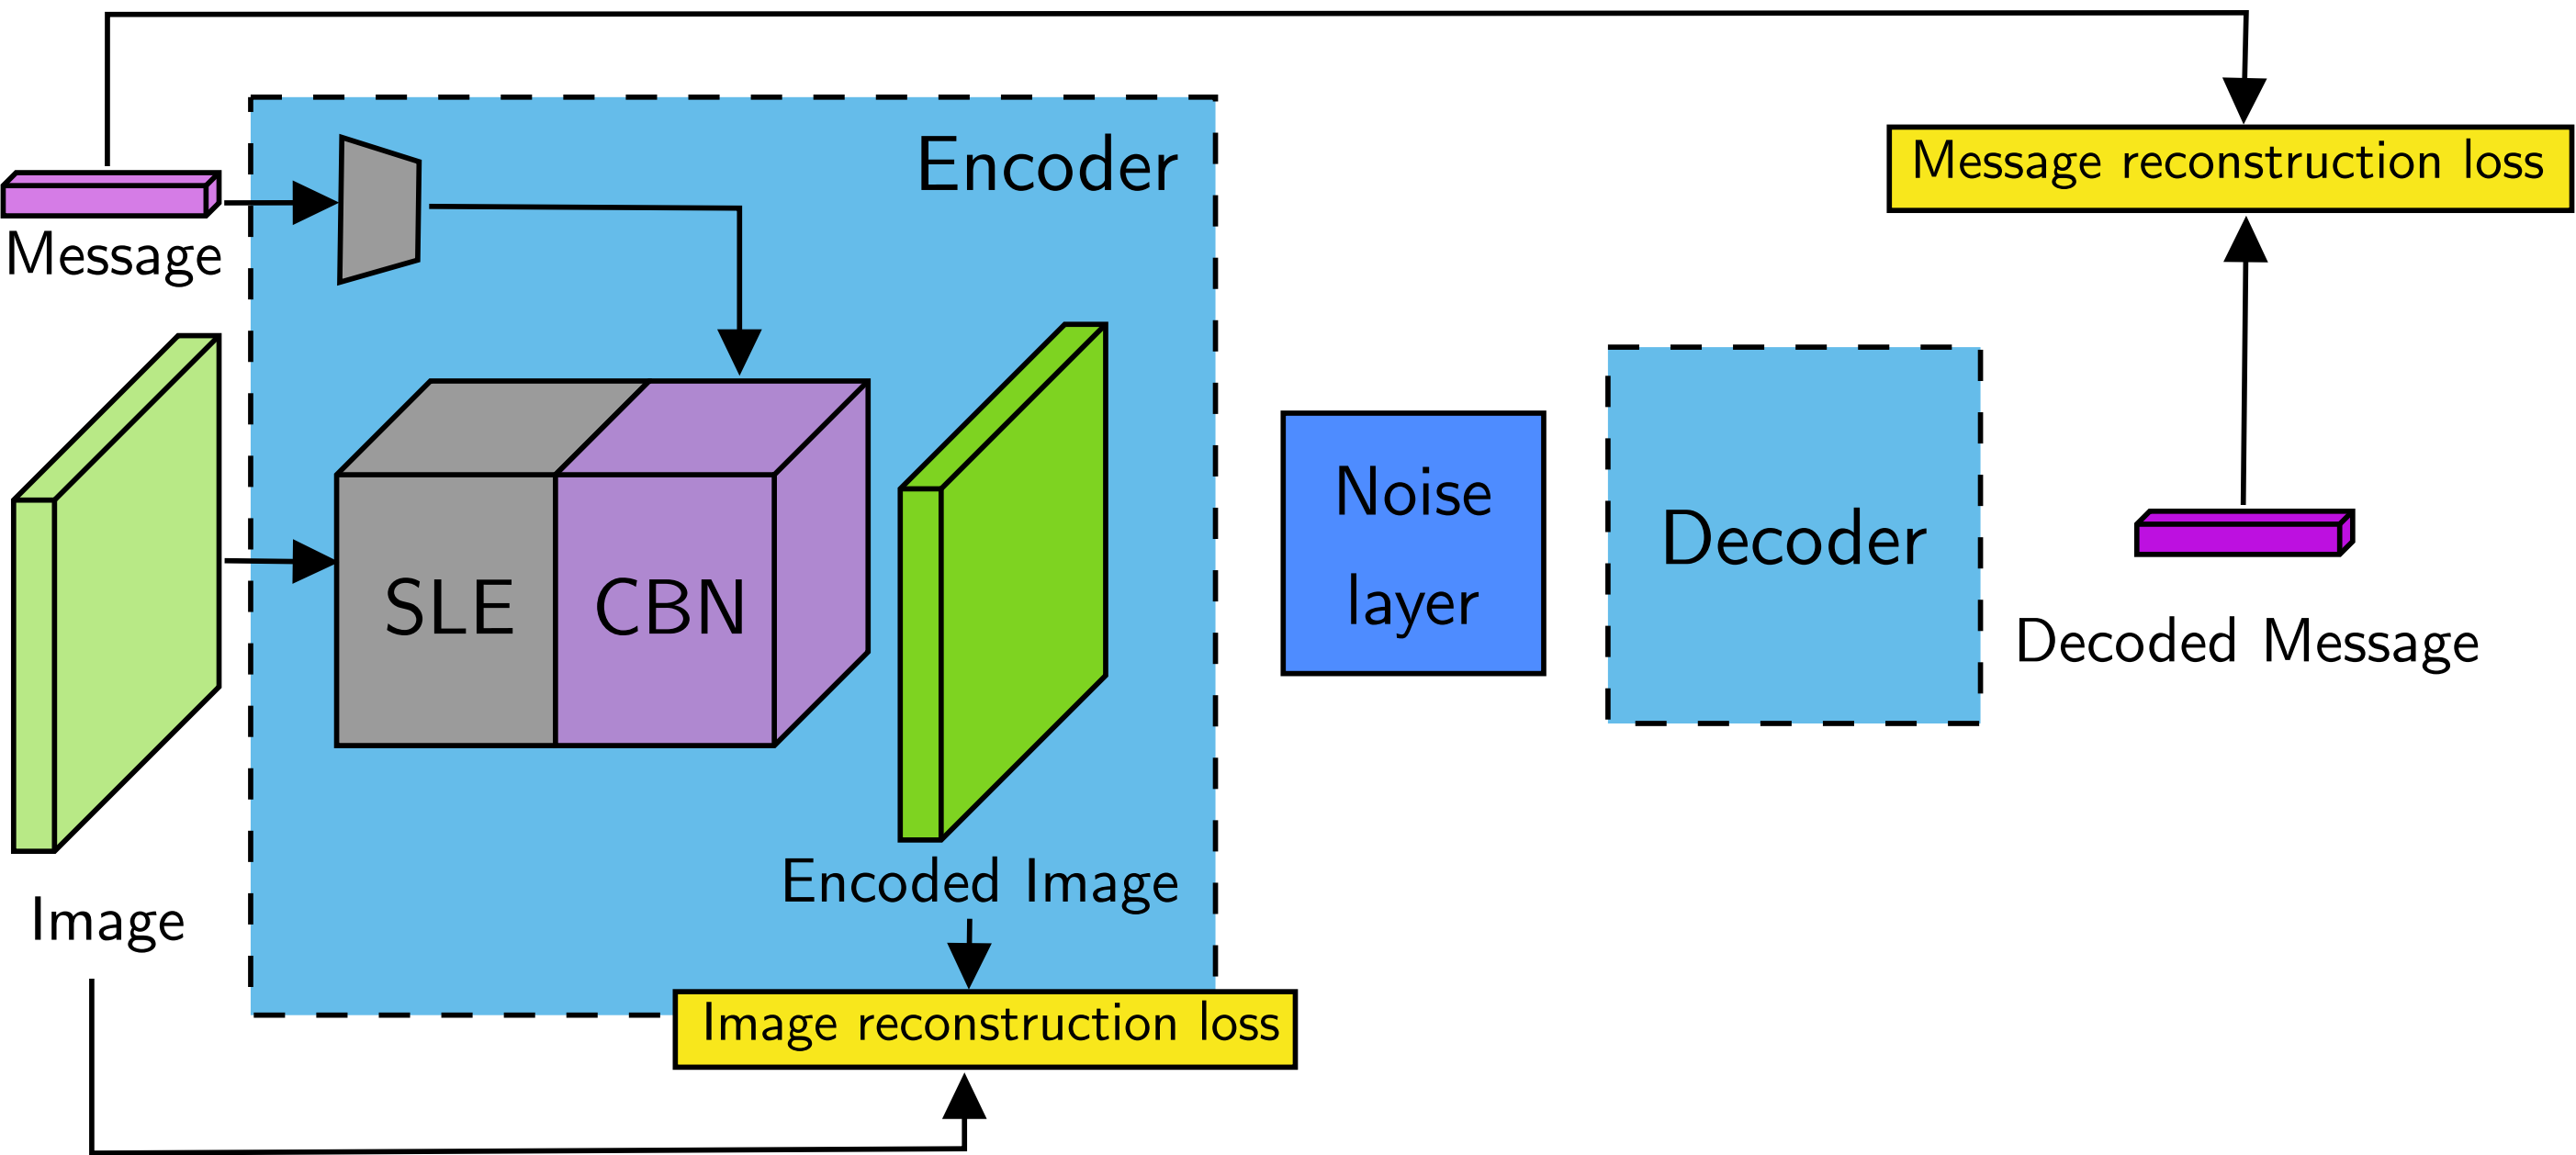 Encoder
Message reconstruction loss
Message
Noise
layer
Decoder
SLE
CBN
Decoded Message
Encoded Image
Image
Image reconstruction loss